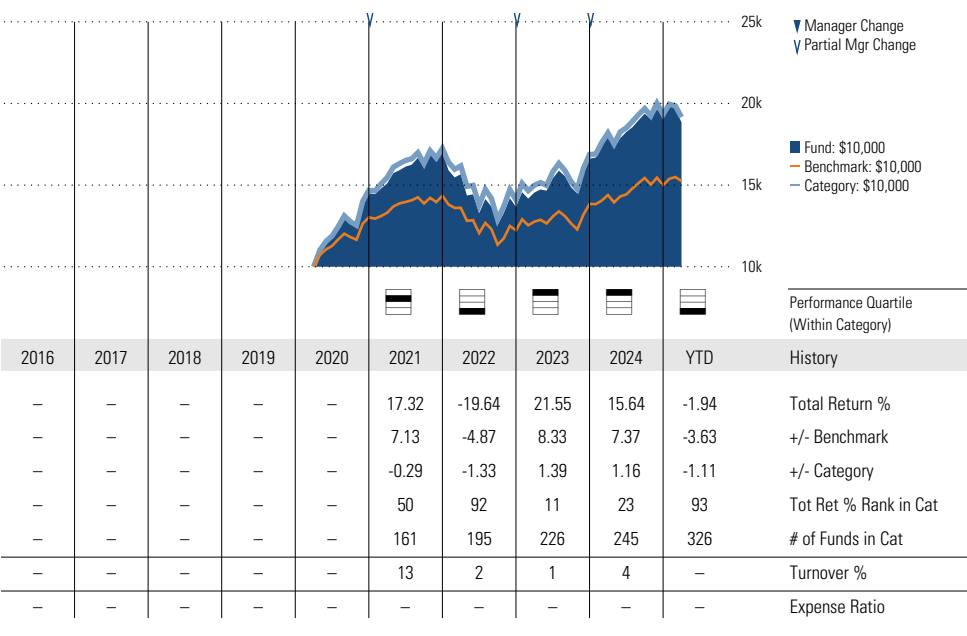 25k
▼ Manager Change
V Partial Mgr Change
20k
Fund: $10,000
Benchmark: $10,000
Category: $10,000
15k
10k
Performance Quartile
(Within Category)
2016 2017 2018 2019 2020 2021 2022 2023 2024 YTD History
– – – – – 17.32 -19.64 21.55 15.64 -1.94 Total Return %
– – – – – 7.13 -4.87 8.33 7.37 -3.63 +/- Benchmark
– – – – – -0.29 -1.33 1.39 1.16 -1.11 +/- Category
– – – – – 50 92 11 23 93 Tot Ret % Rank in Cat
– – – – – 161 195 226 245 326 # of Funds in Cat
– – – – – 13 2 1 4 – Turnover %
– – – – – – – – – – Expense Ratio